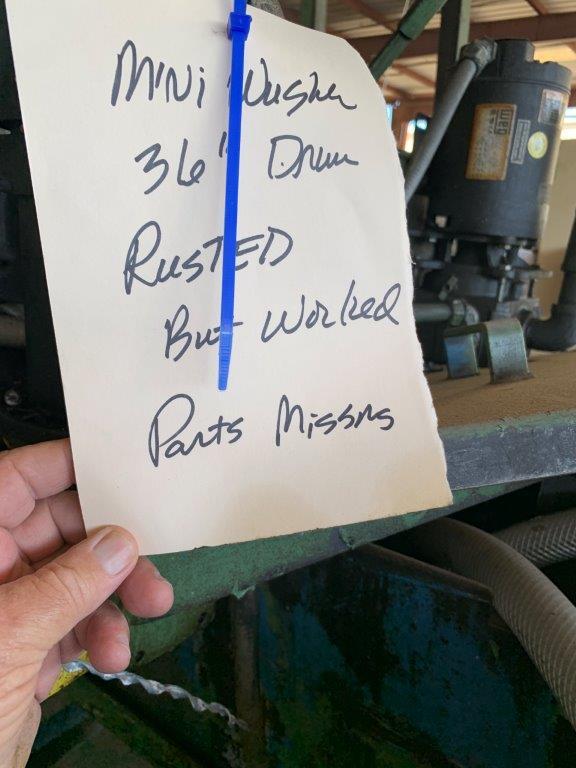 Mini Washer
36" Drum
RUSTED
But Worked
Parts Missing